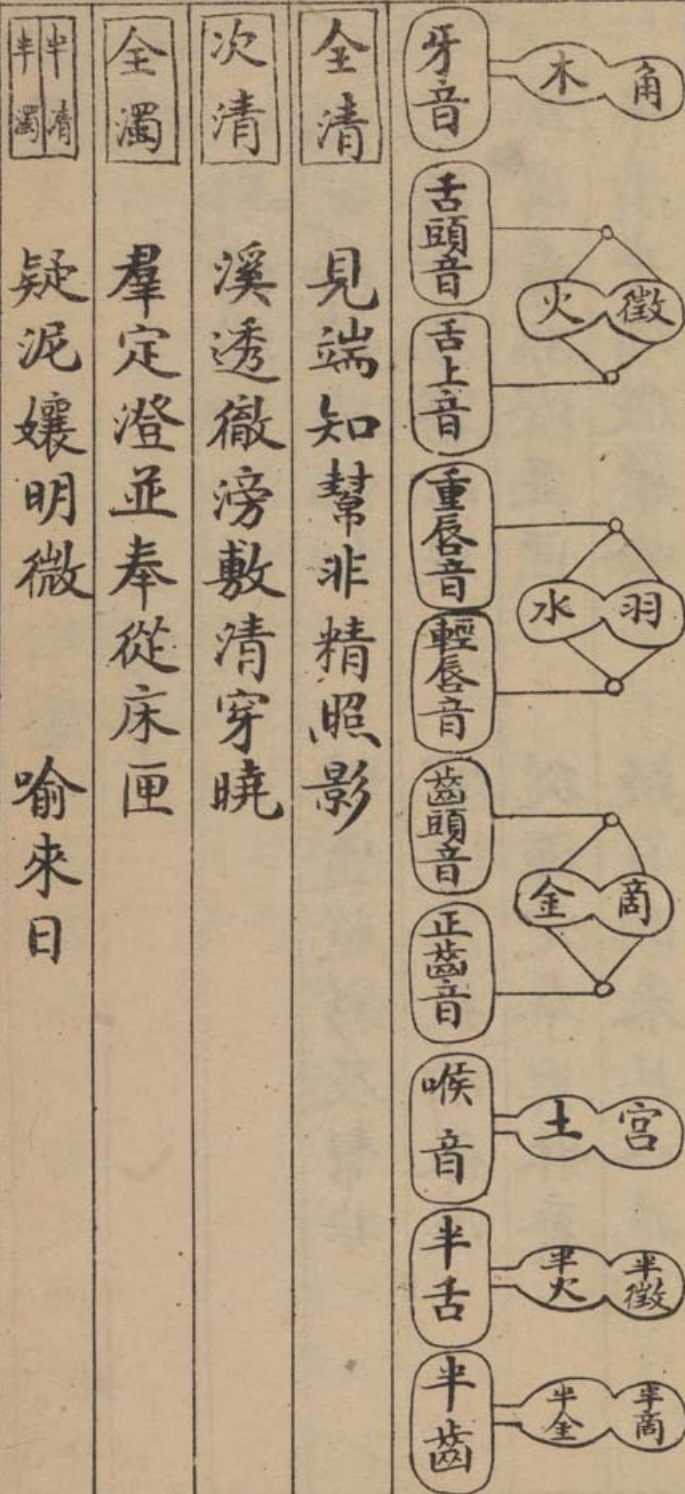 角 徵 羽 商 宫 半徵 半商
木 火 水 金 土 半火 半金
牙音 舌頭音 舌上音 重唇音 輕唇音 齒頭音 正齒音 喉音 半舌 半齒
全清 見端知幫非精照影
次清 溪透徹滂敷清穿曉
全濁 羣定澄並奉從床匣
半清半濁 疑泥孃明微 喻來日